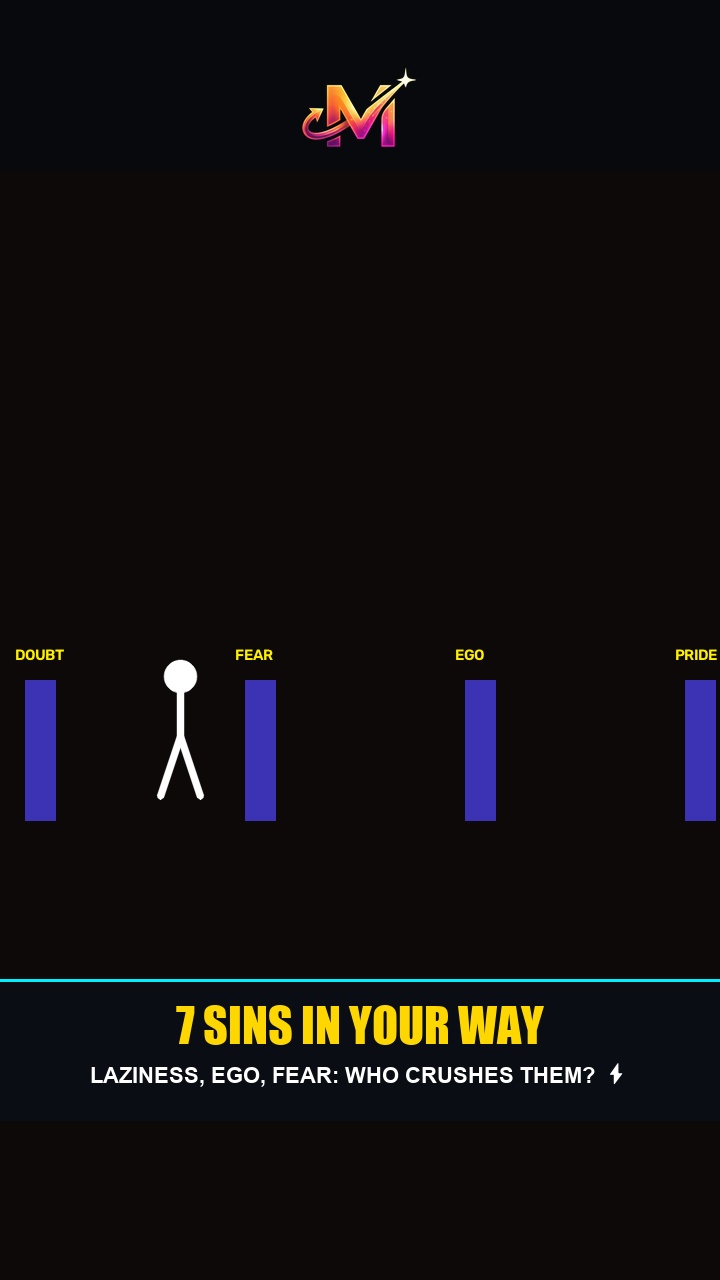 M
DOUBT FEAR EGO PRIDE
7 SINS IN YOUR WAY
LAZINESS, EGO, FEAR: WHO CRUSHES THEM?